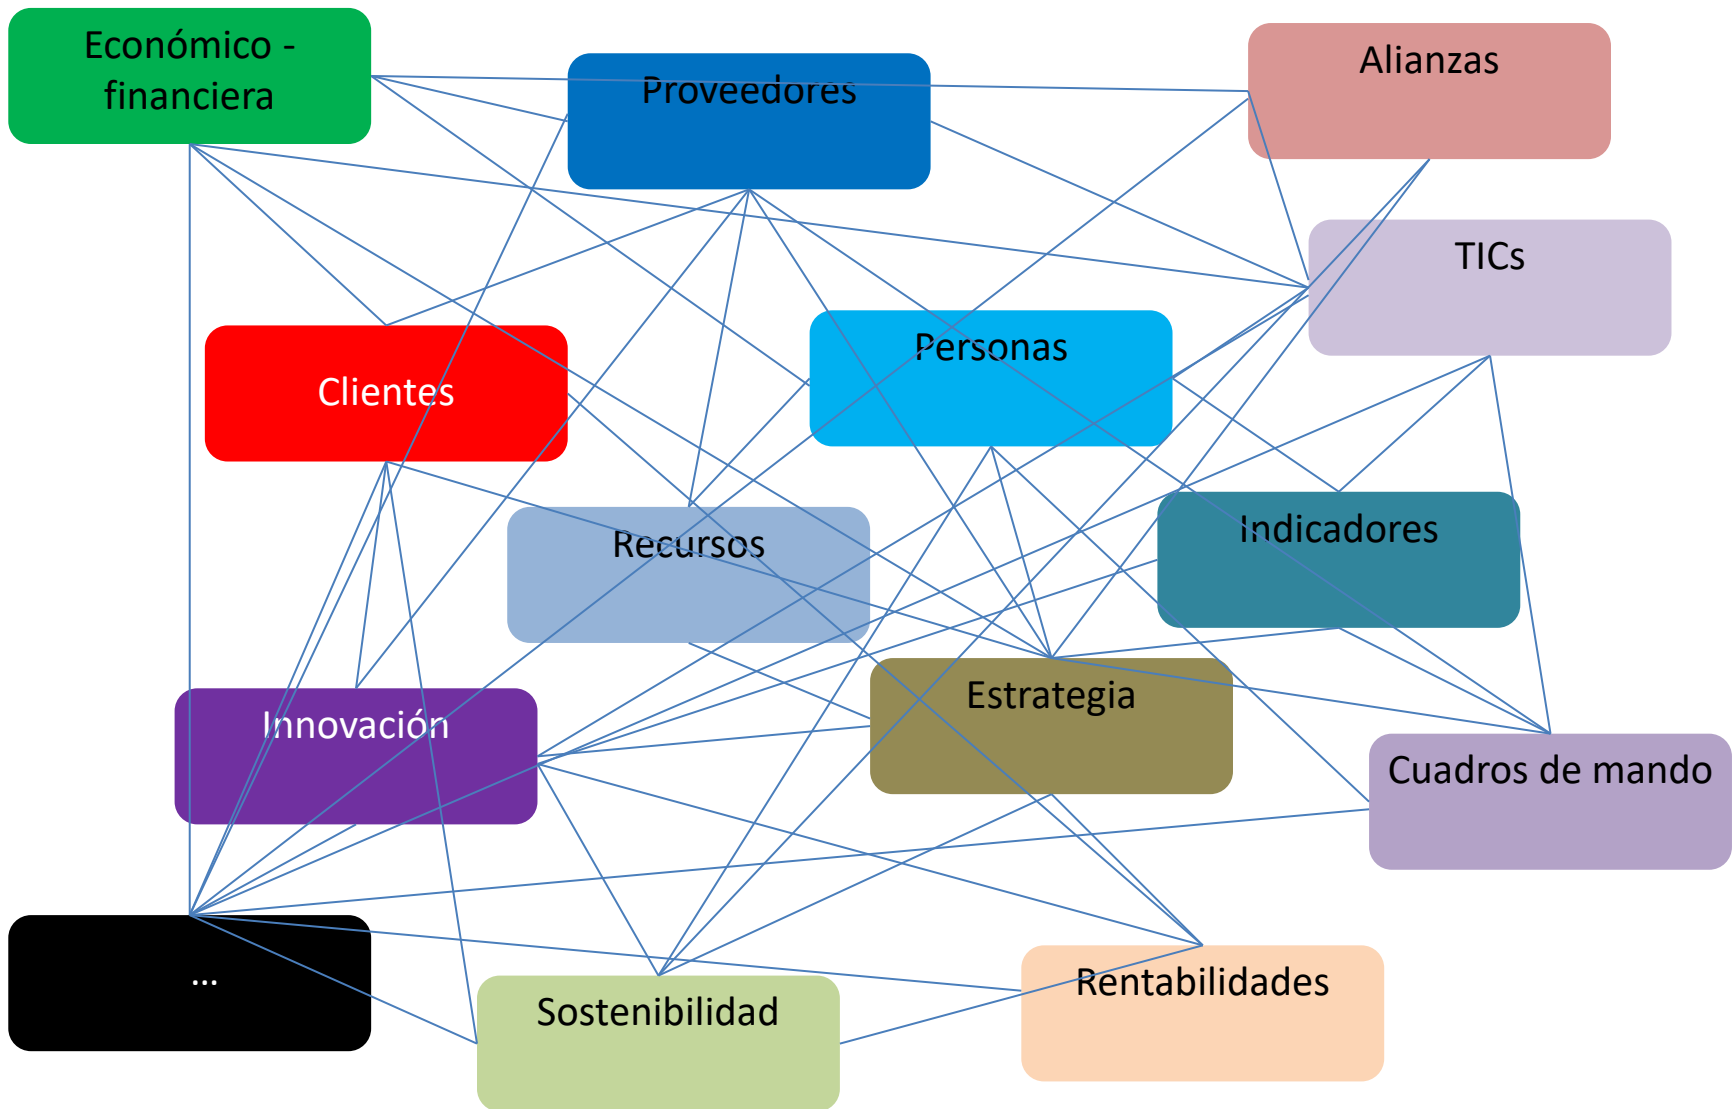 Económico -
financiera
Proveedores
Alianzas
TICs
Clientes
Personas
Recursos
Indicadores
Innovación
Estrategia
Cuadros de mando
...
Sostenibilidad
Rentabilidades